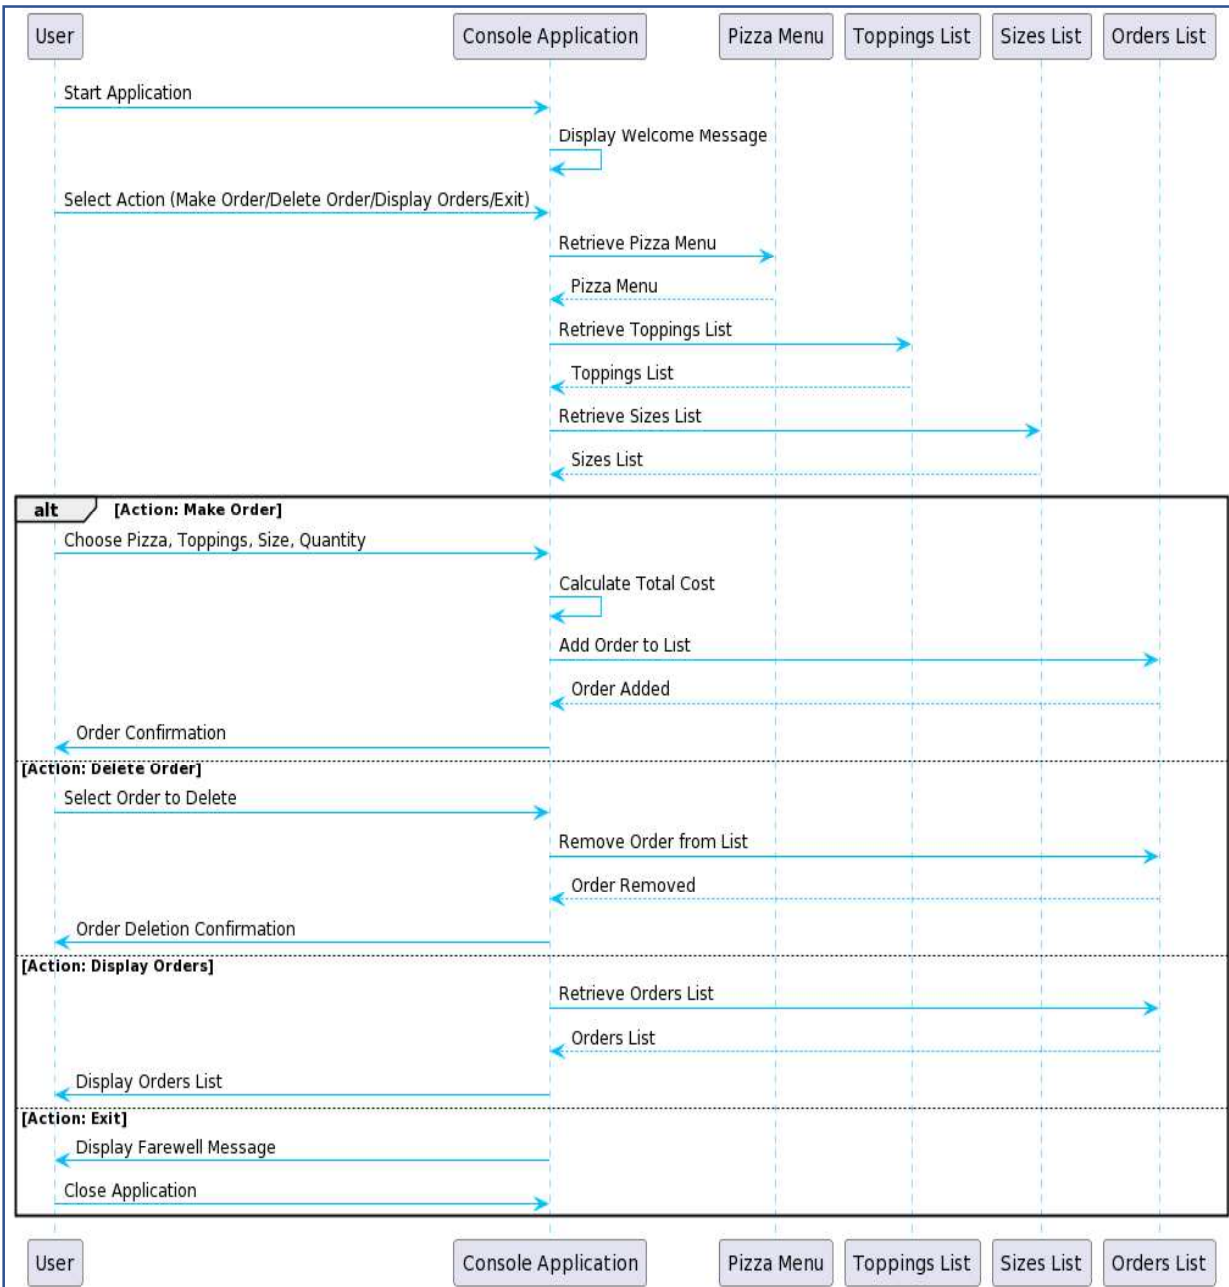 User Console Application Pizza Menu Toppings List Sizes List Orders List
Start Application
Display Welcome Message
Select Action (Make Order/Delete Order/Display Orders/Exit)
Retrieve Pizza Menu
Pizza Menu
Retrieve Toppings List
Toppings List
Retrieve Sizes List
Sizes List
alt [Action: Make Order]
Choose Pizza, Toppings, Size, Quantity
Calculate Total Cost
Add Order to List
Order Added
Order Confirmation
[Action: Delete Order]
Select Order to Delete
Remove Order from List
Order Removed
Order Deletion Confirmation
[Action: Display Orders]
Retrieve Orders List
Orders List
Display Orders List
[Action: Exit]
Display Farewell Message
Close Application
User Console Application Pizza Menu Toppings List Sizes List Orders List